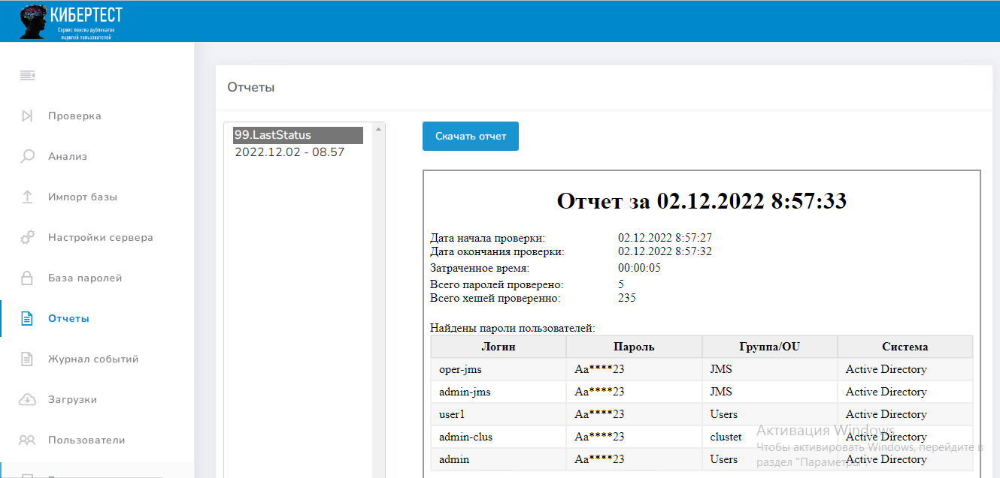 КИБЕРТЕСТ
Сервис поиска дубликатов
паролей пользователей
Проверка
Анализ
Импорт базы
Настройки сервера
База паролей
Отчеты
Журнал событий
Загрузки
Пользователи
Отчеты
99.LastStatus
2022.12.02 - 08.57
Скачать отчет
Отчет за 02.12.2022 8:57:33
Дата начала проверки: 02.12.2022 8:57:27
Дата окончания проверки: 02.12.2022 8:57:32
Затраченное время: 00:00:05
Всего паролей проверено: 5
Всего хешей проверенно: 235
Найдены пароли пользователей:
Логин Пароль Группа/OU Система
oper-jms Aa****23 JMS Active Directory
admin-jms Aa****23 JMS Active Directory
user1 Aa****23 Users Active Directory
admin-clus Aa****23 clustet Active Directory
admin Aa****23 Users Active Directory
Активация Windows
Чтобы активировать Windows, перейдите в
раздел "Параметры".